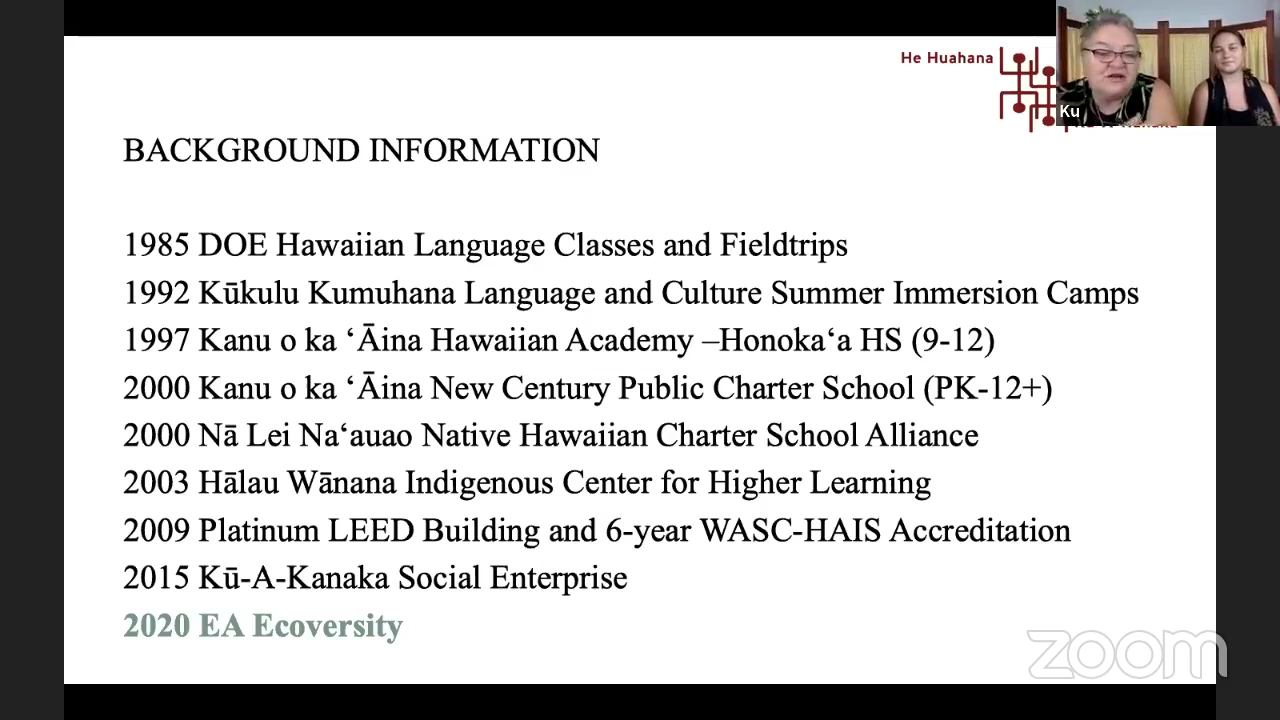 He Huahana
Ku
BACKGROUND INFORMATION
1985 DOE Hawaiian Language Classes and Fieldtrips
1992 Kūkulu Kumuhana Language and Culture Summer Immersion Camps
1997 Kanu o ka ʻĀina Hawaiian Academy –Honokaʻa HS (9-12)
2000 Kanu o ka ʻĀina New Century Public Charter School (PK-12+)
2000 Nā Lei Naʻauao Native Hawaiian Charter School Alliance
2003 Hālau Wānana Indigenous Center for Higher Learning
2009 Platinum LEED Building and 6-year WASC-HAIS Accreditation
2015 Kū-A-Kanaka Social Enterprise
2020 EA Ecoversity
zoom